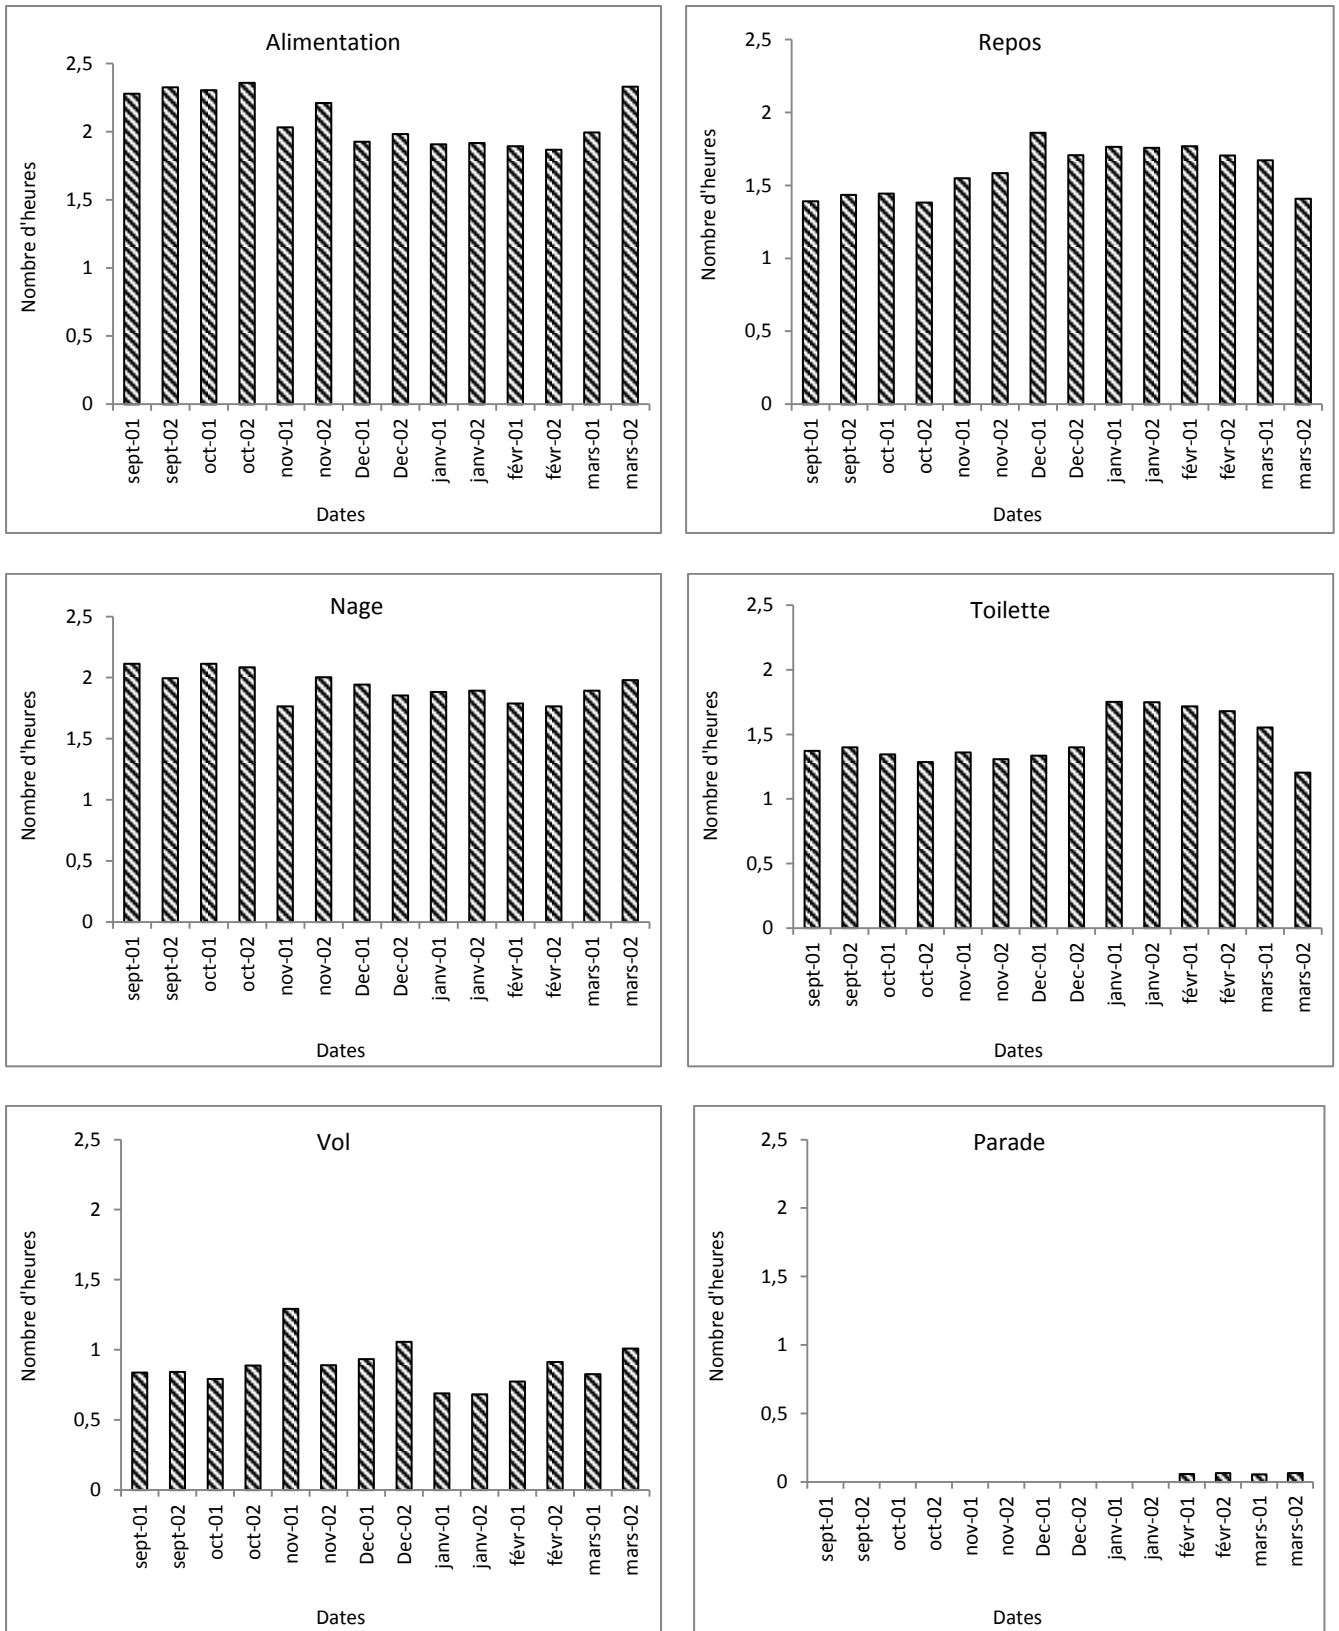 Alimentation
2,5
2
1,5
1
0,5
0
Nombre d'heures
sept-01
sept-02
oct-01
oct-02
nov-01
nov-02
Dec-01
Dec-02
janv-01
janv-02
févr-01
févr-02
mars-01
mars-02
Dates
Repos
2,5
2
1,5
1
0,5
0
Nombre d'heures
sept-01
sept-02
oct-01
oct-02
nov-01
nov-02
Dec-01
Dec-02
janv-01
janv-02
févr-01
févr-02
mars-01
mars-02
Dates
Nage
2,5
2
1,5
1
0,5
0
Nombre d'heures
sept-01
sept-02
oct-01
oct-02
nov-01
nov-02
Dec-01
Dec-02
janv-01
janv-02
févr-01
févr-02
mars-01
mars-02
Dates
Toilette
2,5
2
1,5
1
0,5
0
Nombre d'heures
sept-01
sept-02
oct-01
oct-02
nov-01
nov-02
Dec-01
Dec-02
janv-01
janv-02
févr-01
févr-02
mars-01
mars-02
Dates
Vol
2,5
2
1,5
1
0,5
0
Nombre d'heures
sept-01
sept-02
oct-01
oct-02
nov-01
nov-02
Dec-01
Dec-02
janv-01
janv-02
févr-01
févr-02
mars-01
mars-02
Dates
Parade
2,5
2
1,5
1
0,5
0
Nombre d'heures
sept-01
sept-02
oct-01
oct-02
nov-01
nov-02
Dec-01
Dec-02
janv-01
janv-02
févr-01
févr-02
mars-01
mars-02
Dates